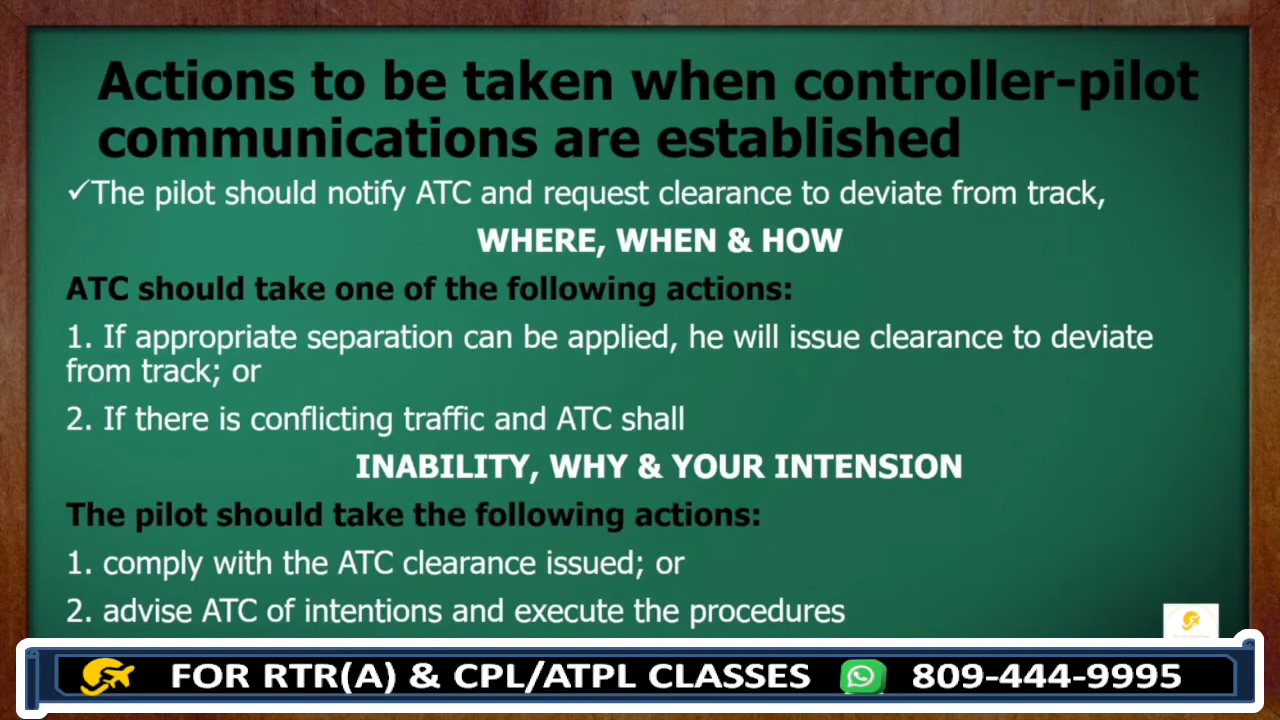 Actions to be taken when controller-pilot
communications are established
✓The pilot should notify ATC and request clearance to deviate from track,
WHERE, WHEN & HOW
ATC should take one of the following actions:
1. If appropriate separation can be applied, he will issue clearance to deviate
from track; or
2. If there is conflicting traffic and ATC shall
INABILITY, WHY & YOUR INTENSION
The pilot should take the following actions:
1. comply with the ATC clearance issued; or
2. advise ATC of intentions and execute the procedures
FOR RTR(A) & CPL/ATPL CLASSES 809-444-9995